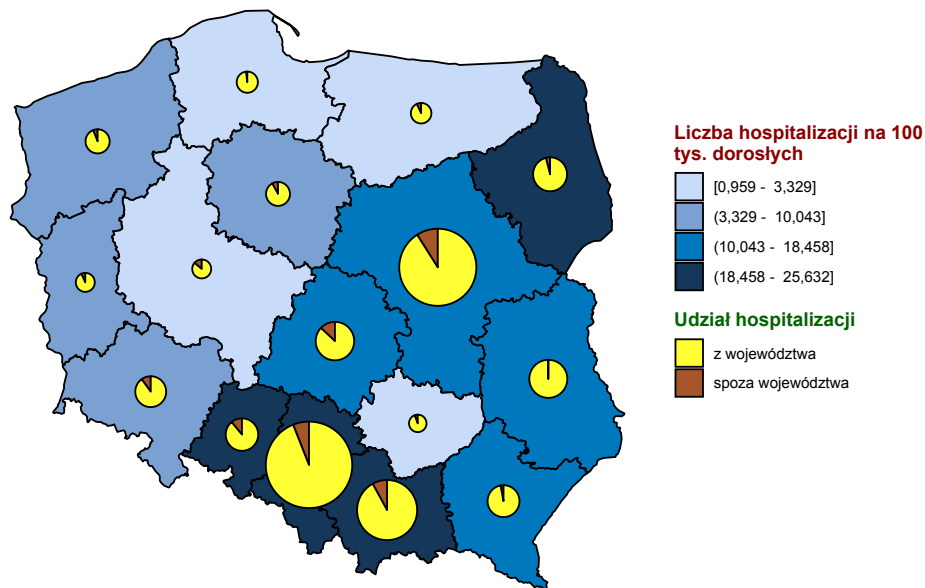 Liczba hospitalizacji na 100
tys. dorosłych
[0,959 - 3,329]
(3,329 - 10,043]
(10,043 - 18,458]
(18,458 - 25,632]
Udział hospitalizacji
z województwa
spoza województwa